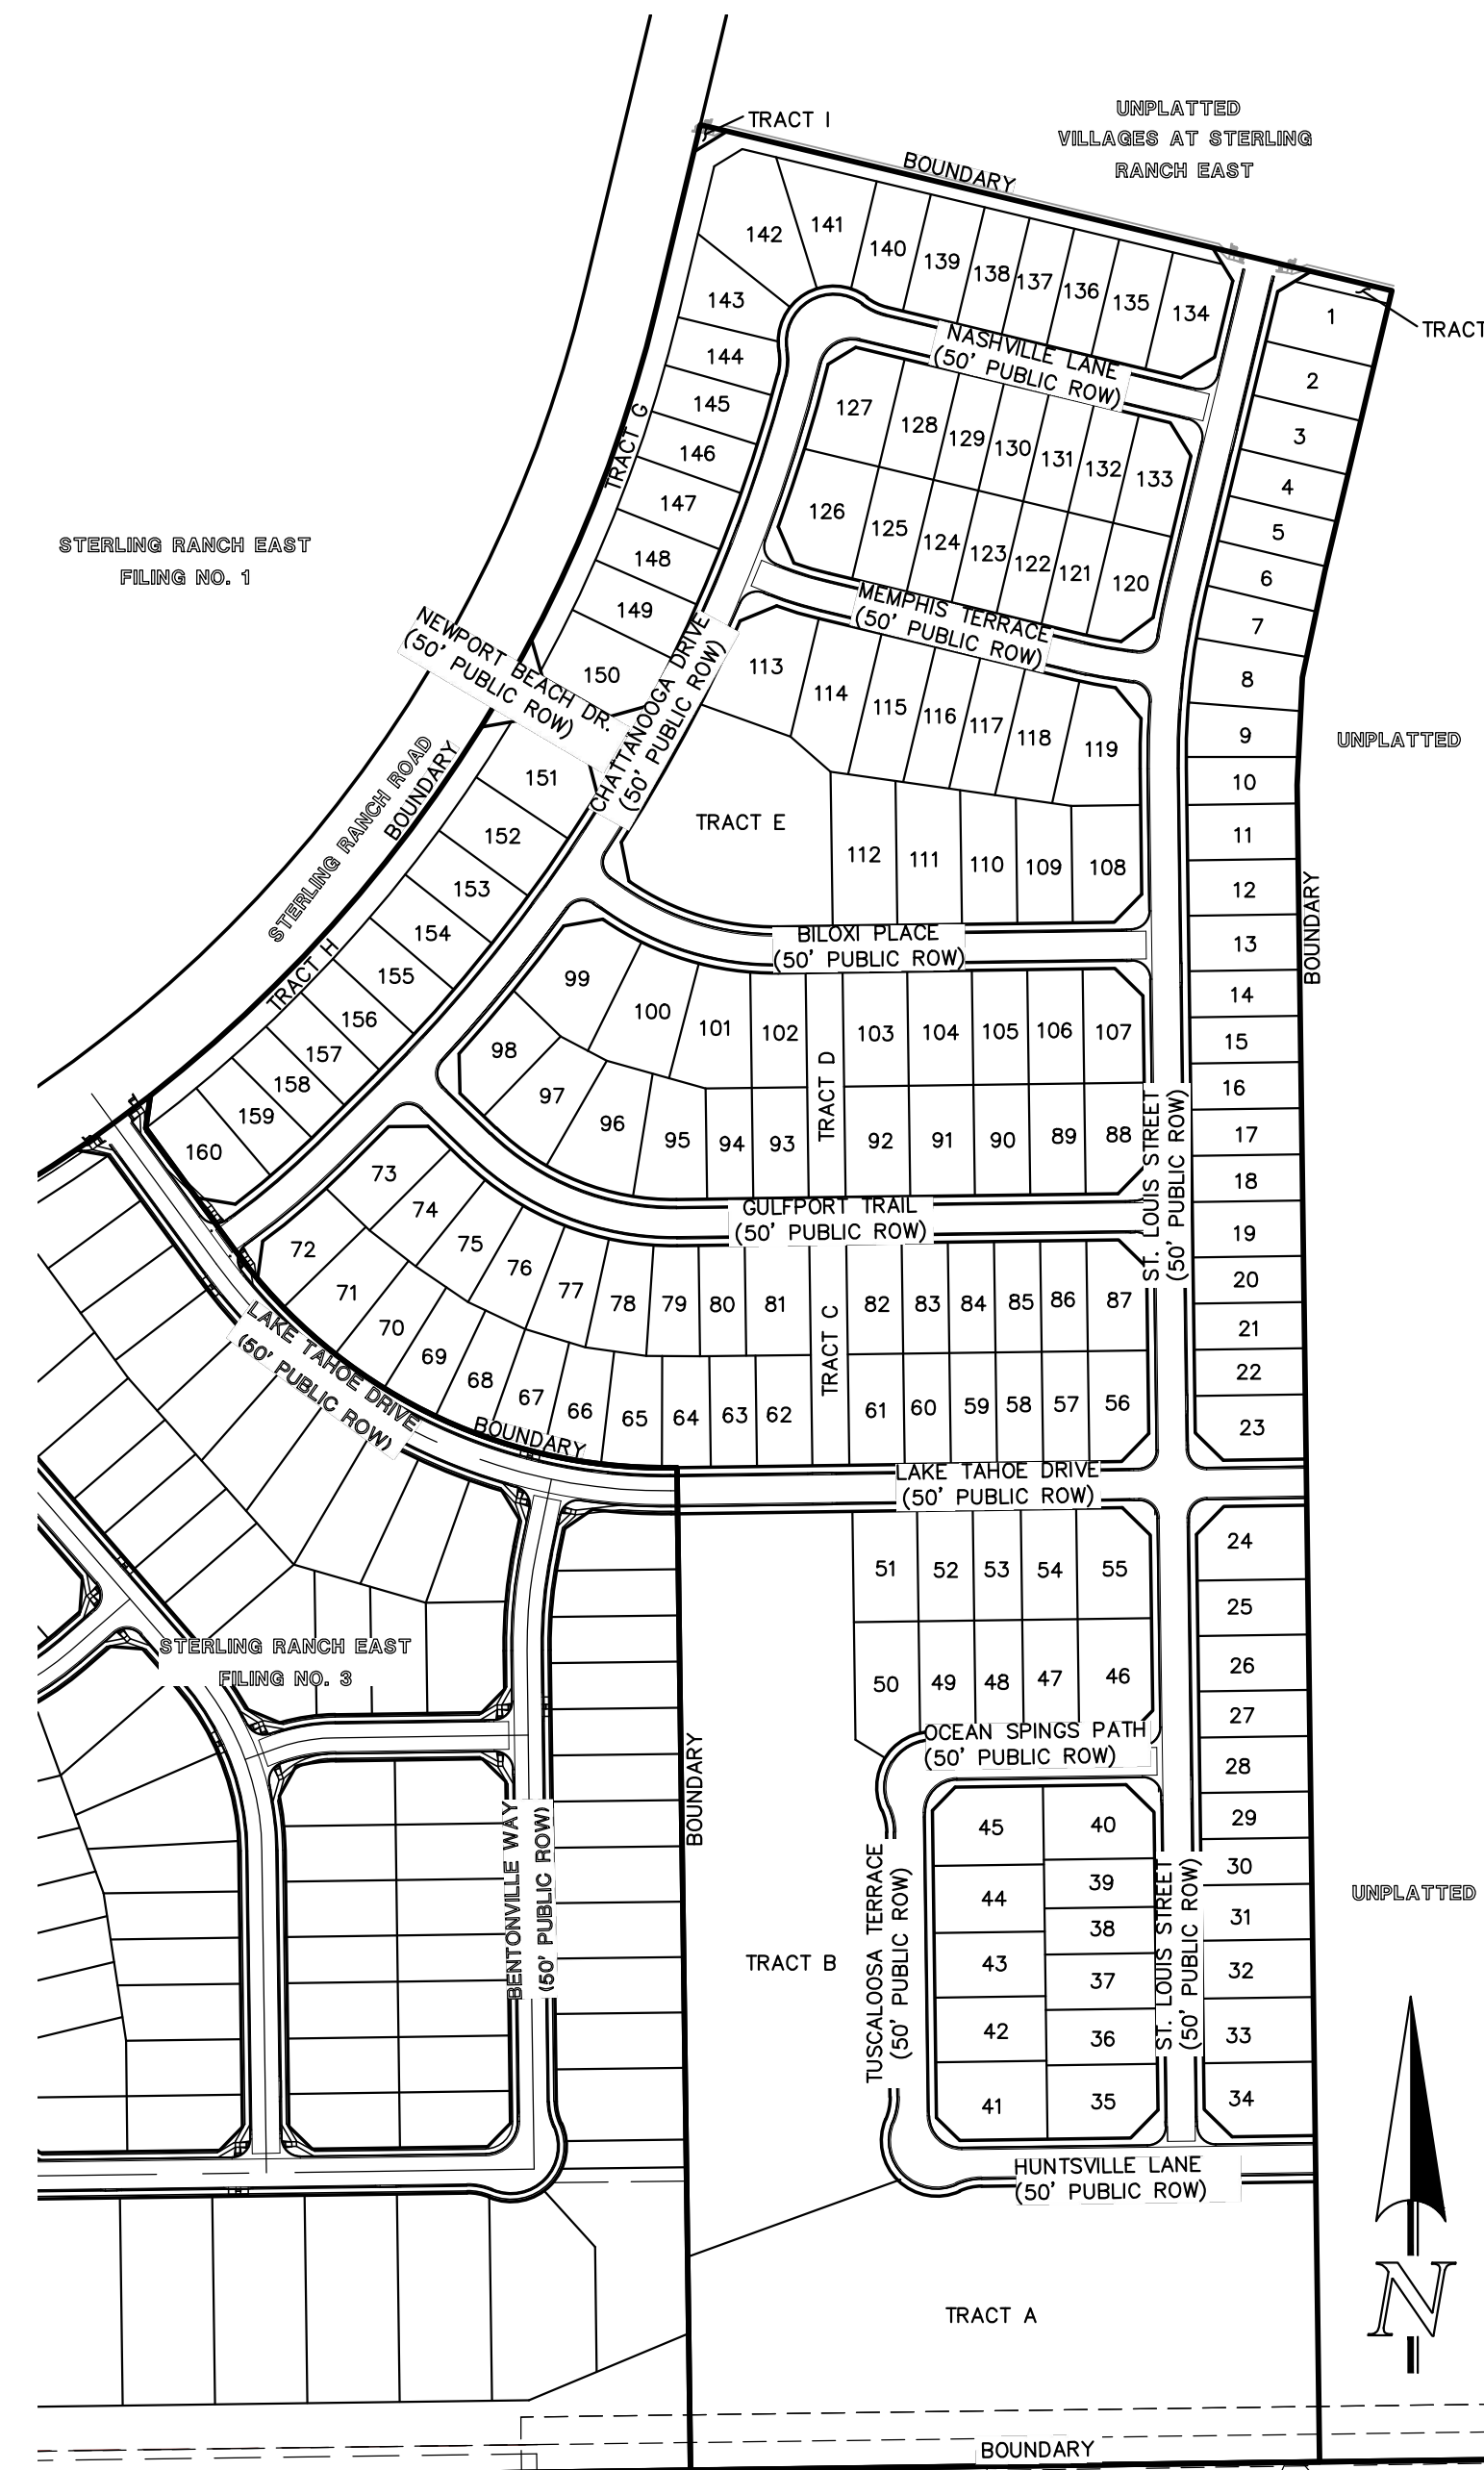 TRACT I
UNPLATTED
VILLAGES AT STERLING
RANCH EAST
BOUNDARY
142
141
140
139
138
137
136
135
134
1
TRACT
143
144
145
146
147
148
149
150
NASHVILLE LANE
(50' PUBLIC ROW)
2
3
4
5
6
7
8
9
10
11
12
13
14
15
16
17
18
19
20
21
22
23
TRACT G
127
128
129
130
131
132
133
126
125
124
123
122
121
120
STERLING RANCH EAST
FILING NO. 1
MEMPHIS TERRACE
(50' PUBLIC ROW)
NEWPORT BEACH DR.
(50' PUBLIC ROW)
CHATTANOOGA DRIVE
(50' PUBLIC ROW)
113
114
115
116
117
118
119
UNPLATTED
STERLING RANCH ROAD
BOUNDARY
151
152
153
154
155
156
157
158
159
160
TRACT H
TRACT E
112
111
110
109
108
BOUNDARY
BILOXI PLACE
(50' PUBLIC ROW)
99
100
101
102
TRACT D
103
104
105
106
107
98
97
96
95
94
93
92
91
90
89
88
ST. LOUIS STREET
(50' PUBLIC ROW)
GULFPORT TRAIL
(50' PUBLIC ROW)
73
74
75
76
77
78
79
80
81
TRACT C
82
83
84
85
86
87
72
71
70
69
68
67
66
65
64
63
62
61
60
59
58
57
56
LAKE TAHOE DRIVE
(50' PUBLIC ROW)
BOUNDARY
LAKE TAHOE DRIVE
(50' PUBLIC ROW)
51
52
53
54
55
24
25
26
27
28
29
30
31
32
33
34
50
49
48
47
46
STERLING RANCH EAST
FILING NO. 3
OCEAN SPINGS PATH
(50' PUBLIC ROW)
BOUNDARY
BENTONVILLE WAY
(50' PUBLIC ROW)
TRACT B
TUSCALOOSA TERRACE
(50' PUBLIC ROW)
45
40
44
39
38
43
37
42
36
41
35
ST. LOUIS STREET
(50' PUBLIC ROW)
UNPLATTED
HUNTSVILLE LANE
(50' PUBLIC ROW)
TRACT A
N
BOUNDARY